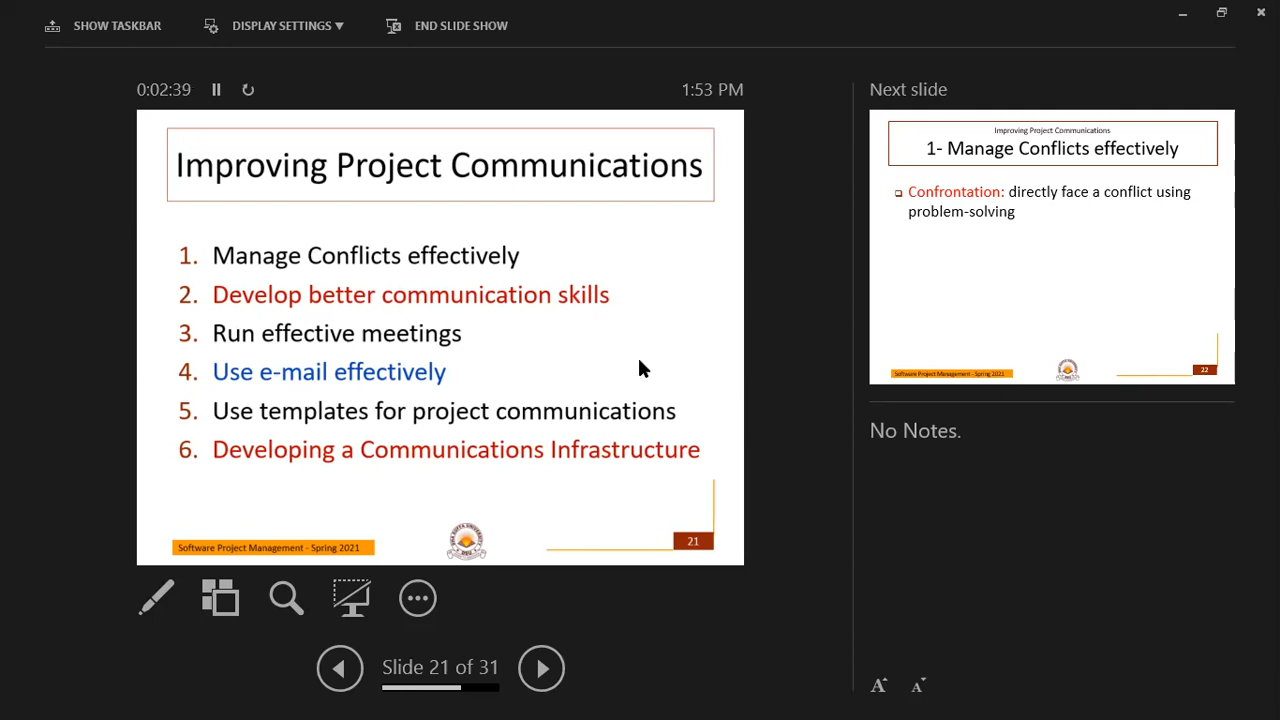 SHOW TASKBAR
DISPLAY SETTINGS ▼
END SLIDE SHOW
0:02:39
1:53 PM
Improving Project Communications
1. Manage Conflicts effectively
2. Develop better communication skills
3. Run effective meetings
4. Use e-mail effectively
5. Use templates for project communications
6. Developing a Communications Infrastructure
Software Project Management - Spring 2021
21
Slide 21 of 31
Next slide
Improving Project Communications
1- Manage Conflicts effectively
Confrontation: directly face a conflict using
problem-solving
Software Project Management - Spring 2021
22
No Notes.
A
A